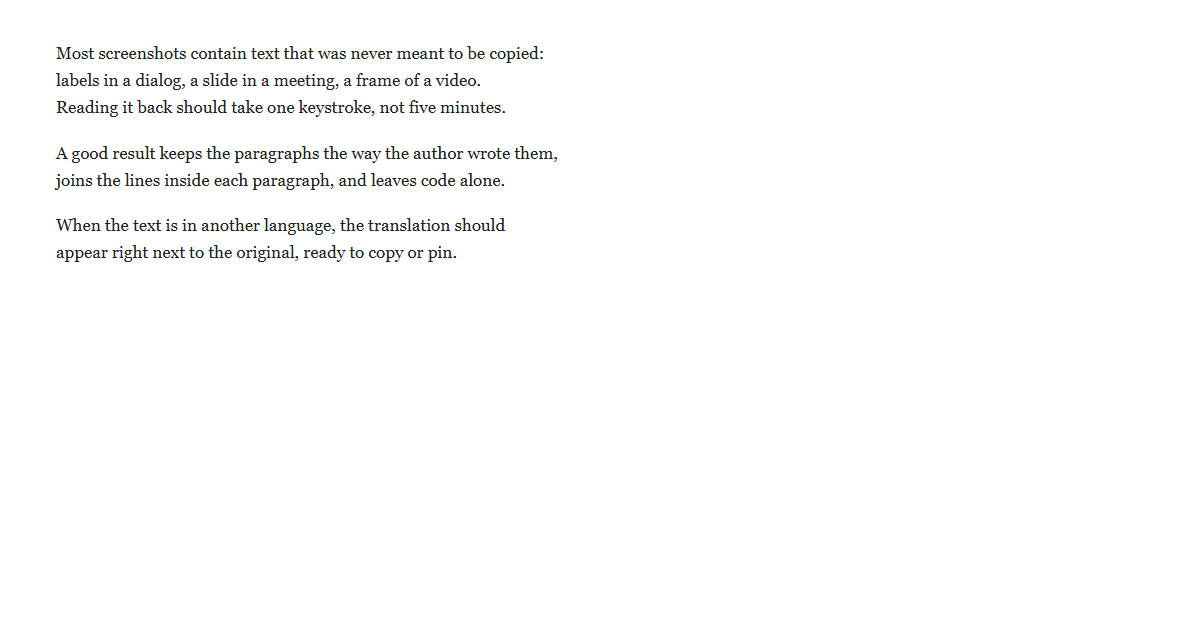 Most screenshots contain text that was never meant to be copied:
labels in a dialog, a slide in a meeting, a frame of a video.
Reading it back should take one keystroke, not five minutes.

A good result keeps the paragraphs the way the author wrote them,
joins the lines inside each paragraph, and leaves code alone.

When the text is in another language, the translation should
appear right next to the original, ready to copy or pin.